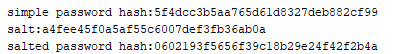 simple password hash:5f4dcc3b5aa765d61d8327deb882cf99
salt:a4fee45f0a5af55c6007def3fb36ab0a
salted password hash:0602193f5656f39c18b29e24f42f2b4a